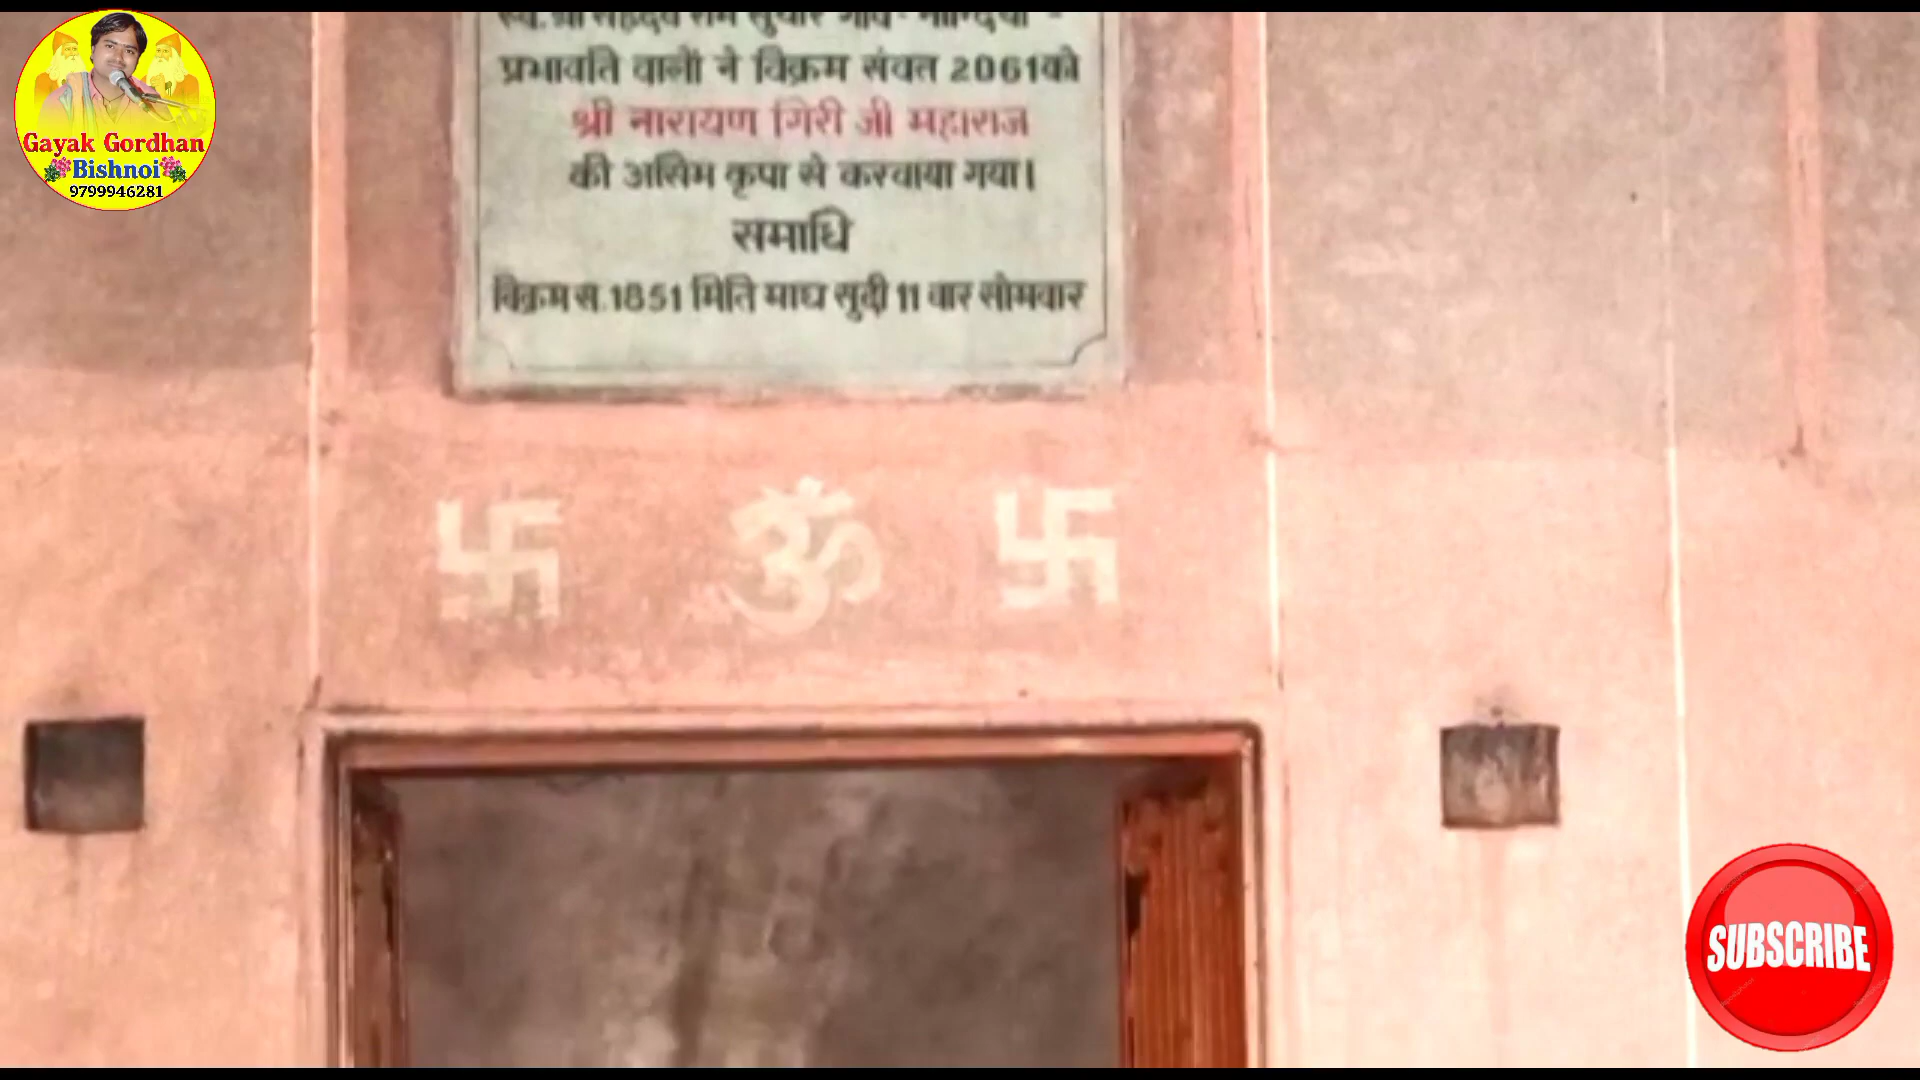 स्व. श्री सहदेव राम सुथार गांव -
प्रभावति वालों ने विक्रम संवत 2061को
श्री नारायण गिरी जी महाराज
की असिम कृपा से करवाया गया।
समाधि
विक्रम स. 1851 मिति माघ सुदी 11 वार सोमवार
ॐ
Gayak Gordhan
Bishnoi
9799946281
SUBSCRIBE